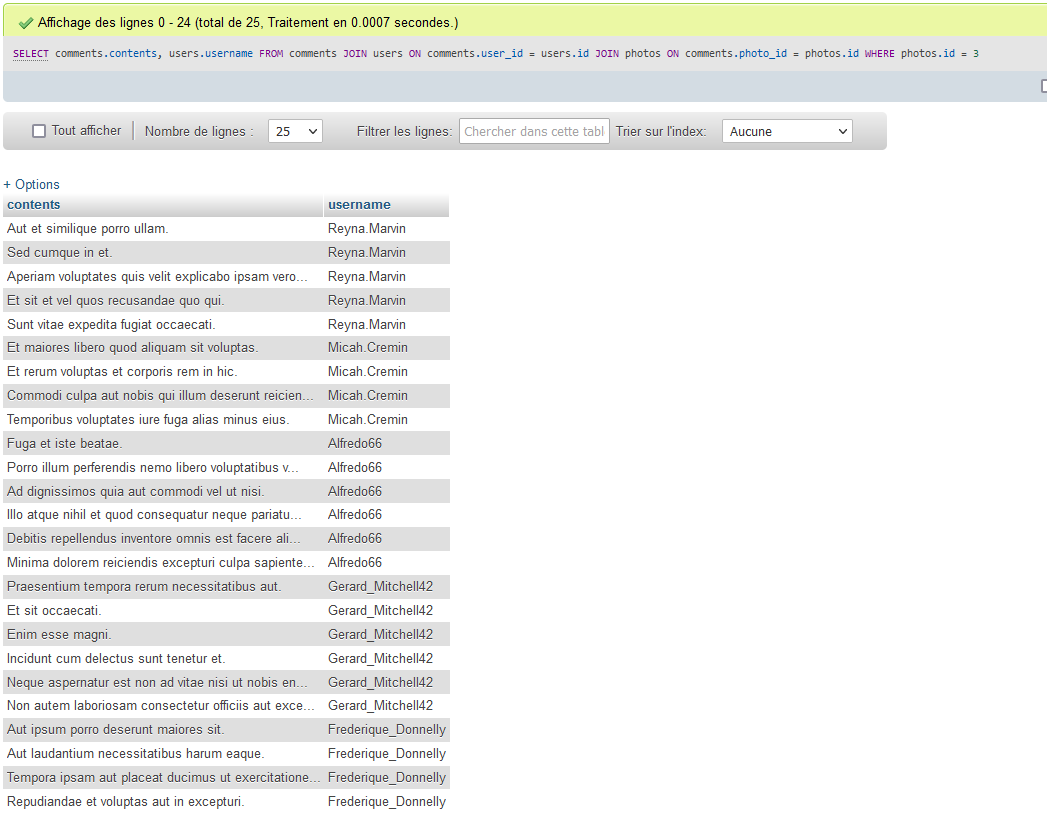 Affichage des lignes 0 - 24 (total de 25, Traitement en 0.0007 secondes.)
SELECT comments.contents, users.username FROM comments JOIN users ON comments.user_id = users.id JOIN photos ON comments.photo_id = photos.id WHERE photos.id = 3
Tout afficher Nombre de lignes : 25 Filtrer les lignes: Chercher dans cette tabl Trier sur l'index: Aucune
+ Options
contents username
Aut et similique porro ullam. Reyna.Marvin
Sed cumque in et. Reyna.Marvin
Aperiam voluptates quis velit explicabo ipsam vero... Reyna.Marvin
Et sit et vel quos recusandae quo qui. Reyna.Marvin
Sunt vitae expedita fugiat occaecati. Reyna.Marvin
Et maiores libero quod aliquam sit voluptas. Micah.Cremin
Et rerum voluptas et corporis rem in hic. Micah.Cremin
Commodi culpa aut nobis qui illum deserunt reicien... Micah.Cremin
Temporibus voluptates iure fuga alias minus eius. Micah.Cremin
Fuga et iste beatae. Alfredo66
Porro illum perferendis nemo libero voluptatibus v... Alfredo66
Ad dignissimos quia aut commodi vel ut nisi. Alfredo66
Illo atque nihil et quod consequatur neque pariatu... Alfredo66
Debitis repellendus inventore omnis est facere ali... Alfredo66
Minima dolorem reiciendis excepturi culpa sapiente... Alfredo66
Praesentium tempora rerum necessitatibus aut. Gerard_Mitchell42
Et sit occaecati. Gerard_Mitchell42
Enim esse magni. Gerard_Mitchell42
Incidunt cum delectus sunt tenetur et. Gerard_Mitchell42
Neque aspernatur est non ad vitae nisi ut nobis en... Gerard_Mitchell42
Non autem laboriosam consectetur officiis aut exce... Gerard_Mitchell42
Aut ipsum porro deserunt maiores sit. Frederique_Donnelly
Aut laudantium necessitatibus harum eaque. Frederique_Donnelly
Tempora ipsam aut placeat ducimus ut exercitatione... Frederique_Donnelly
Repudiandae et voluptas aut in excepturi. Frederique_Donnelly